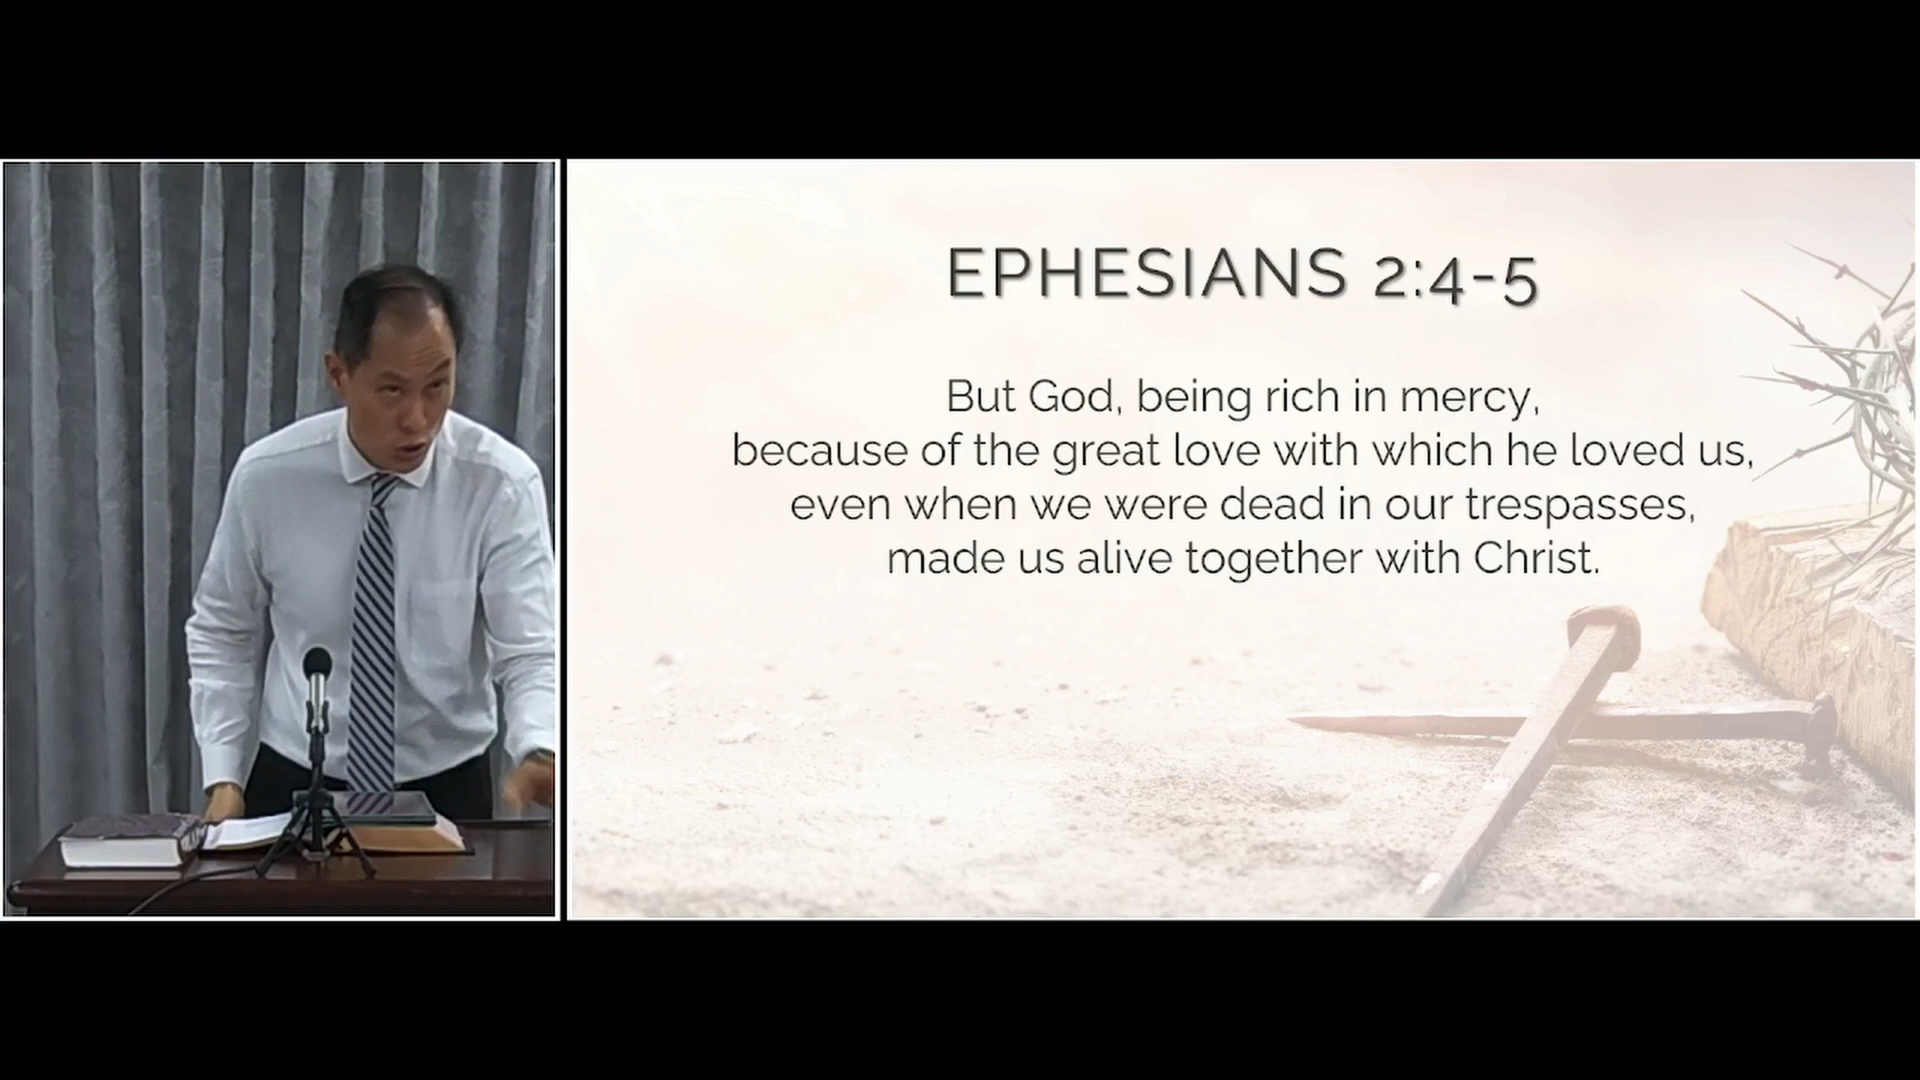 EPHESIANS 2:4-5
But God, being rich in mercy,
because of the great love with which he loved us,
even when we were dead in our trespasses,
made us alive together with Christ.